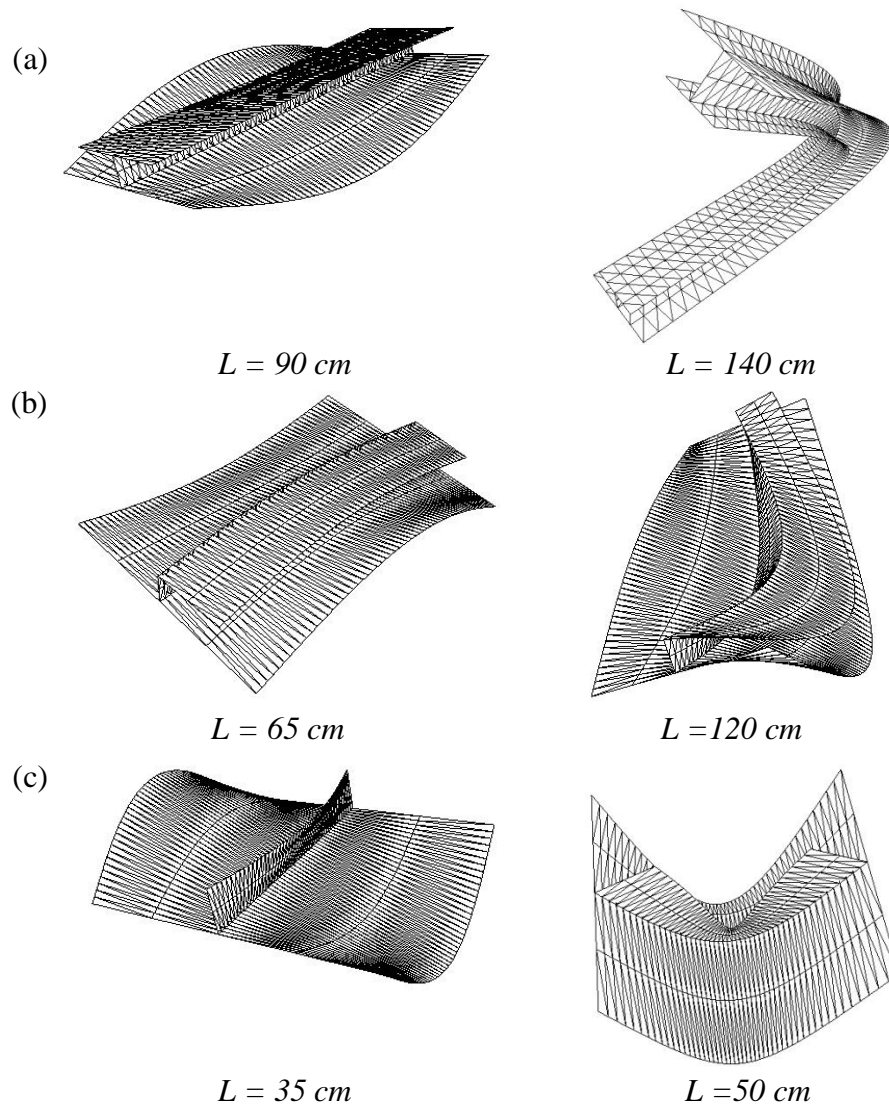 (a)
L = 90 cm
L = 140 cm
(b)
L = 65 cm
L =120 cm
(c)
L = 35 cm
L =50 cm